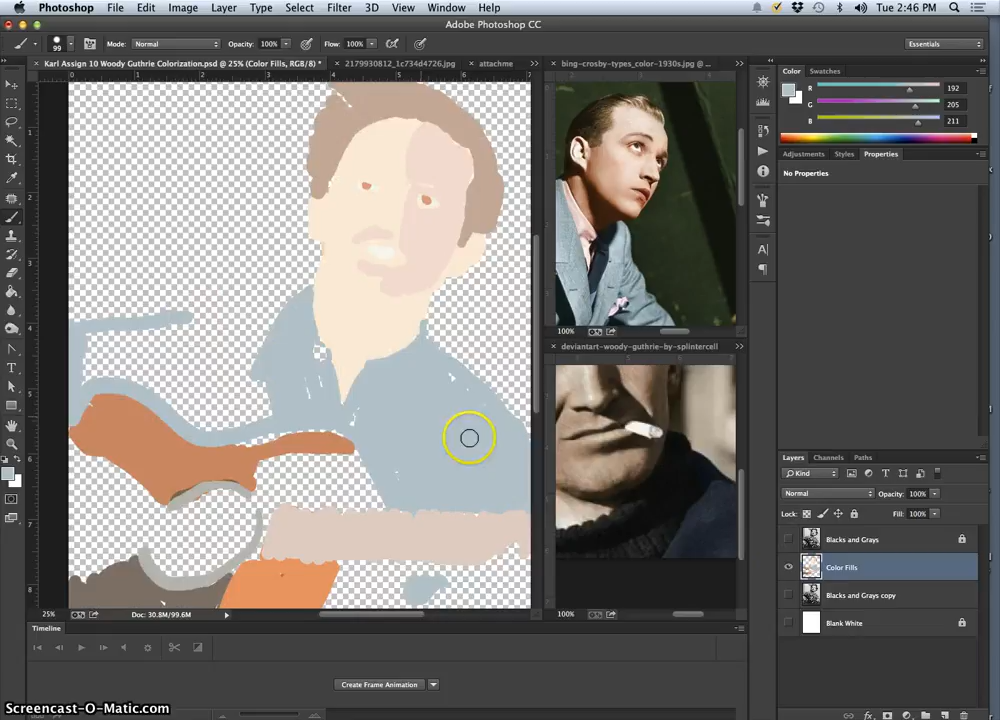 Photoshop File Edit Image Layer Type Select Filter 3D View Window Help Tue 2:46 PM
Adobe Photoshop CC
99 Mode: Normal Opacity: 100% Flow: 100% Essentials
Karl Assign 10 Woody Guthrie Colorization.psd @ 25% (Color Fills, RGB/8) * 2179930812_1c734d4726.jpg attachme
bing-crosby-types_color-1930s.jpg @ ...
Color Swatches
R 192
G 205
B 211
Adjustments Styles Properties
No Properties
100%
deviantart-woody-guthrie-by-splintercell
100%
Layers Channels Paths
Kind
Normal Opacity: 100%
Lock: Fill: 100%
Blacks and Grays
Color Fills
Blacks and Grays copy
Blank White
25% Doc: 30.8M/99.6M
Timeline
Create Frame Animation
Screencast-O-Matic.com